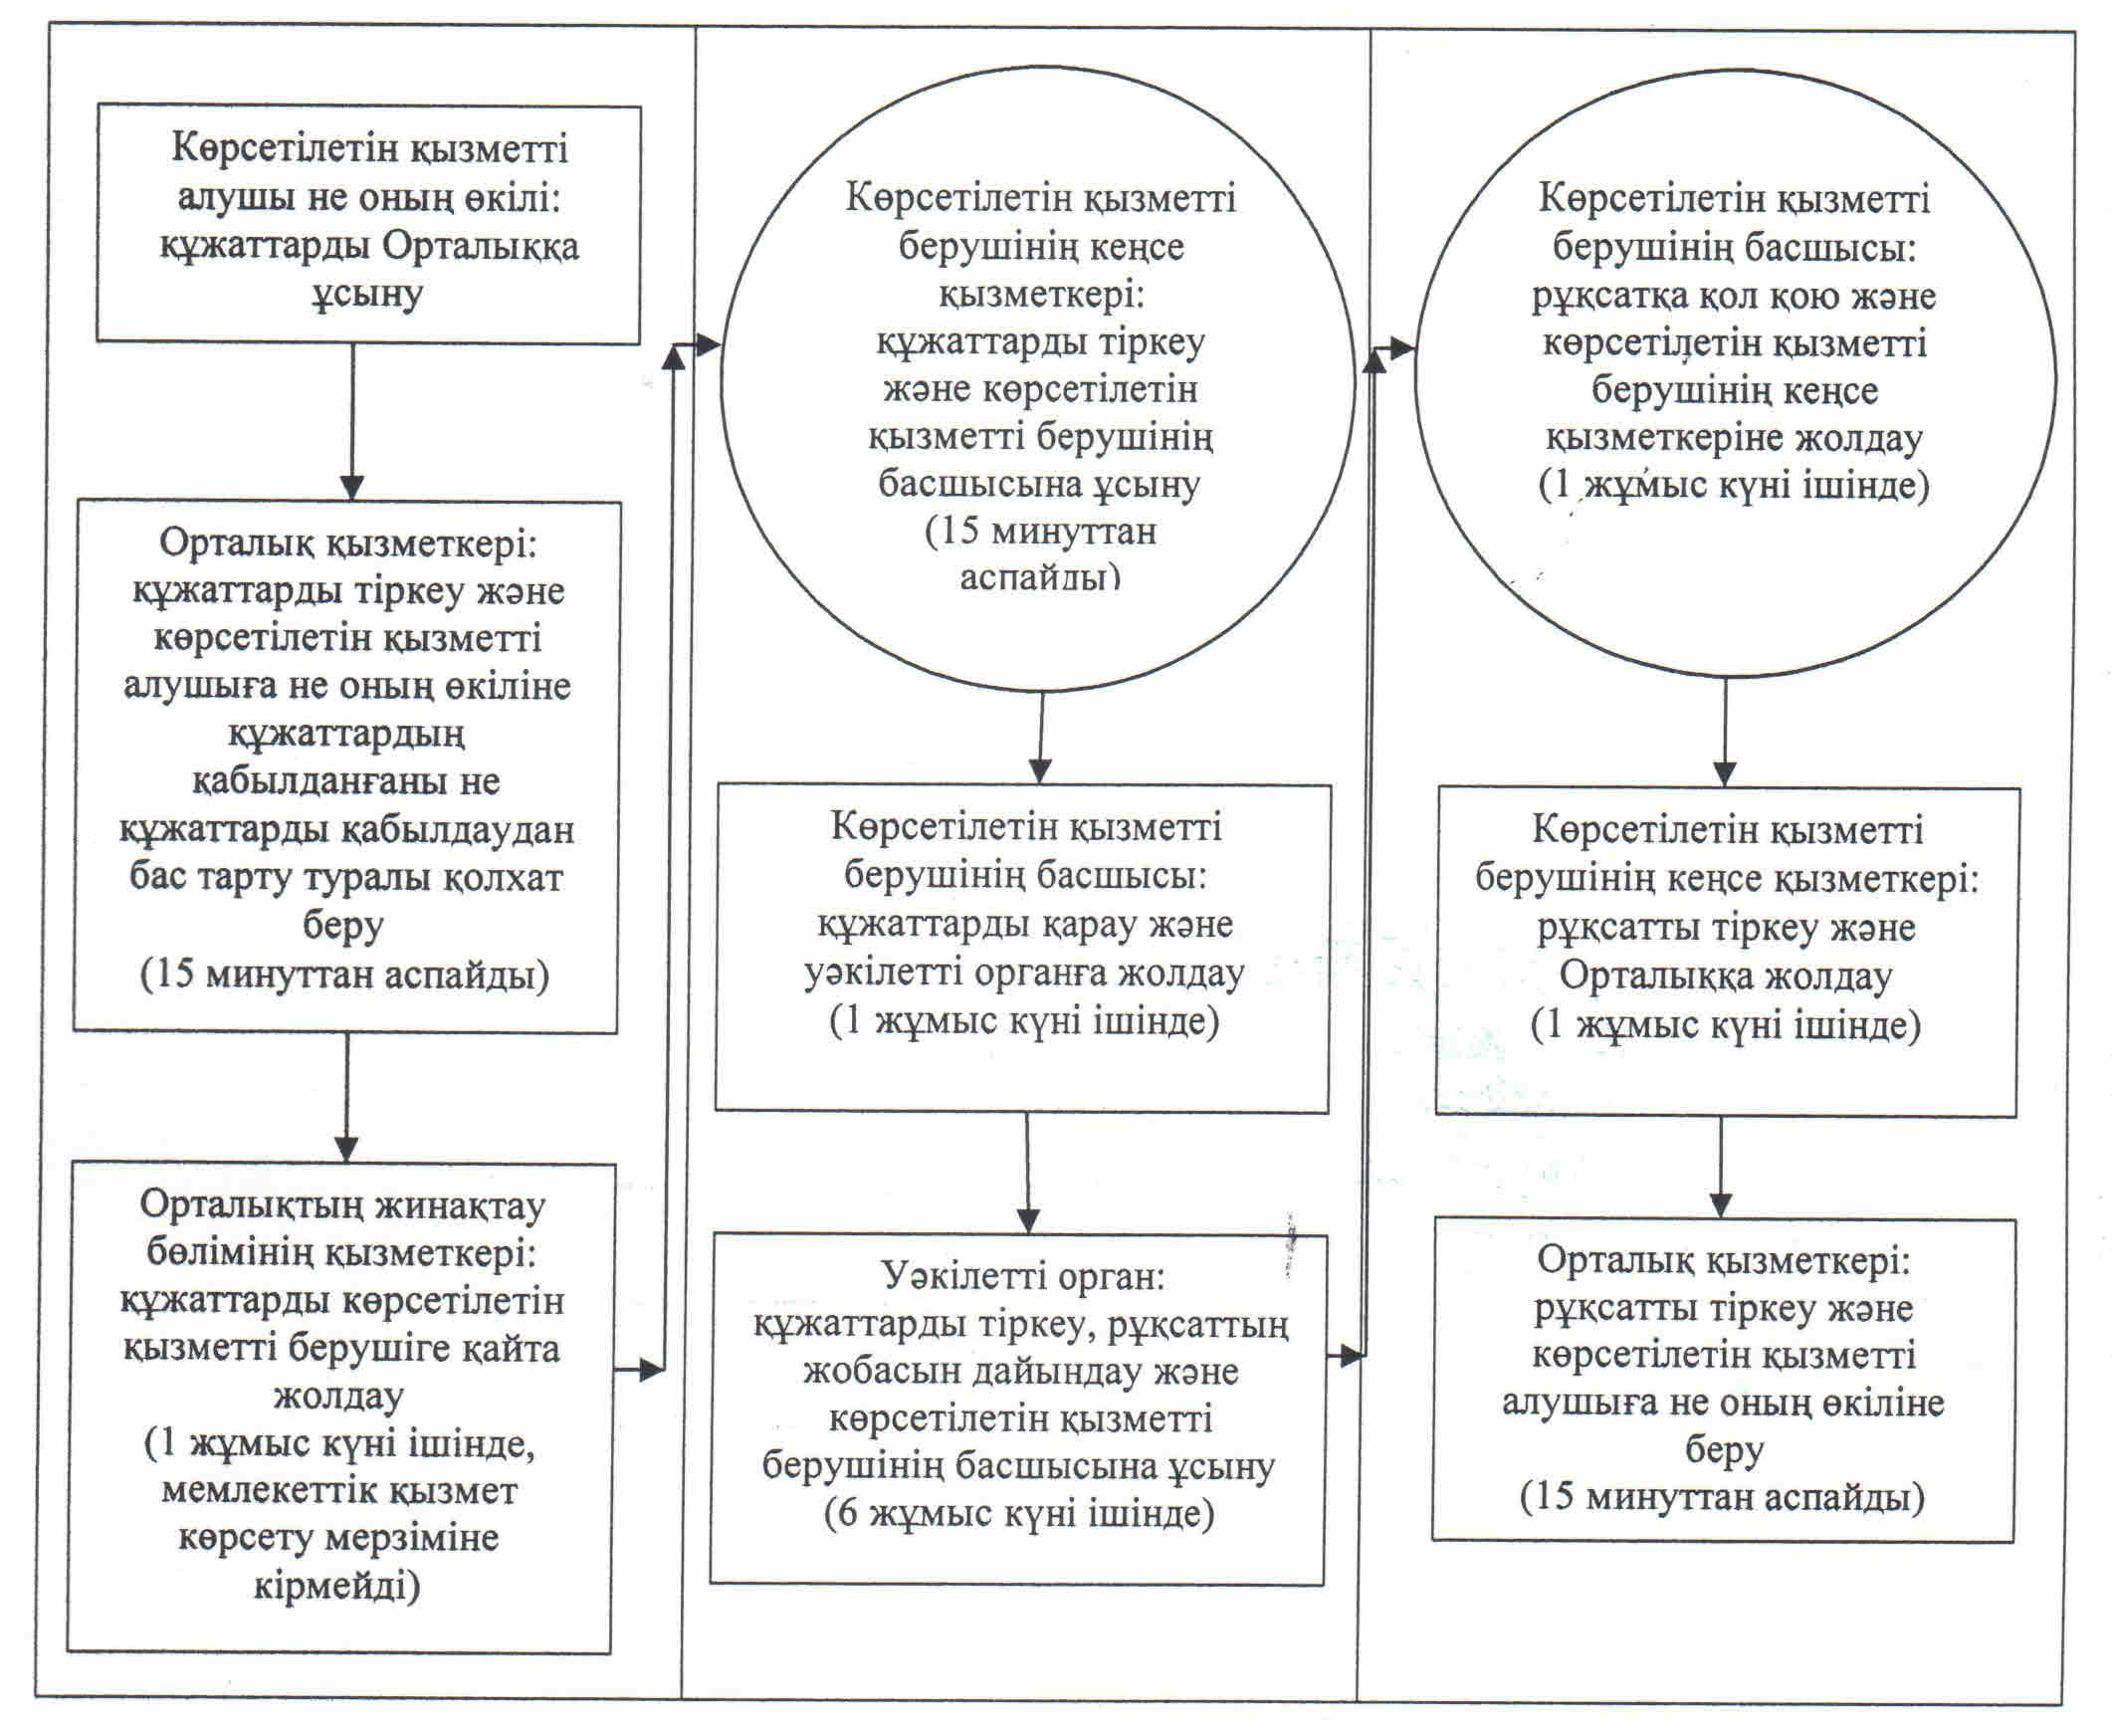 Көрсетілетін қызметті
алушы не оның өкілі:
құжаттарды Орталыққа
ұсыну
Орталық қызметкері:
құжаттарды тіркеу және
көрсетілетін қызметті
алушыға не оның өкіліне
құжаттардың
қабылданғаны не
құжаттарды қабылдаудан
бас тарту туралы қолхат
беру
(15 минуттан аспайды)
Орталықтың жинақтау
бөлімінің қызметкері:
құжаттарды көрсетілетін
қызметті берушіге қайта
жолдау
(1 жұмыс күні ішінде,
мемлекеттік қызмет
көрсету мерзіміне
кірмейді)
Көрсетілетін қызметті
берушінің кеңсе
қызметкері:
құжаттарды тіркеу
және көрсетілетін
қызметті берушінің
басшысына ұсыну
(15 минуттан
аспайды)
Көрсетілетін қызметті
берушінің басшысы:
құжаттарды қарау және
уәкілетті органға жолдау
(1 жұмыс күні ішінде)
Уәкілетті орган:
құжаттарды тіркеу, рұқсаттың
жобасын дайындау және
көрсетілетін қызметті
берушінің басшысына ұсыну
(6 жұмыс күні ішінде)
Көрсетілетін қызметті
берушінің басшысы:
рұқсатқа қол қою және
көрсетілетін қызметті
берушінің кеңсе
қызметкеріне жолдау
(1 жұмыс күні ішінде)
Көрсетілетін қызметті
берушінің кеңсе қызметкері:
рұқсатты тіркеу және
Орталыққа жолдау
(1 жұмыс күні ішінде)
Орталық қызметкері:
рұқсатты тіркеу және
көрсетілетін қызметті
алушыға не оның өкіліне
беру
(15 минуттан аспайды)